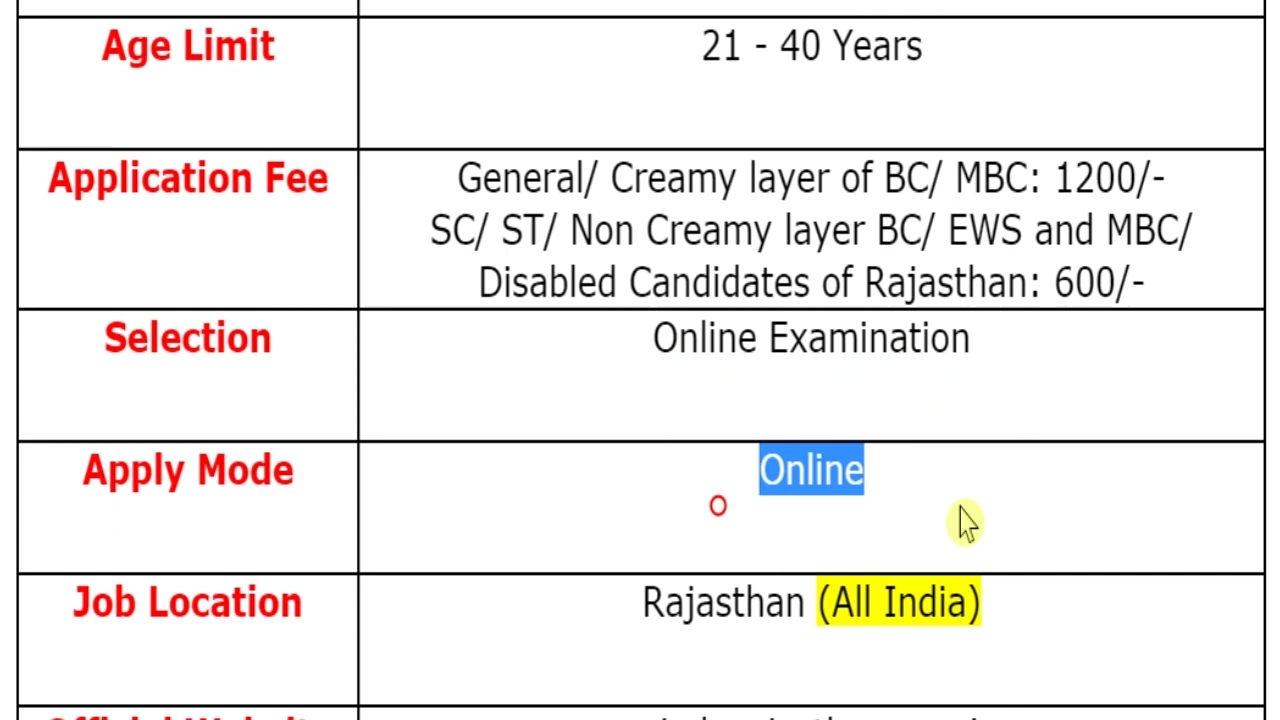 Age Limit
21 - 40 Years
Application Fee
General/ Creamy layer of BC/ MBC: 1200/-
SC/ ST/ Non Creamy layer BC/ EWS and MBC/
Disabled Candidates of Rajasthan: 600/-
Selection
Online Examination
Apply Mode
Online
Job Location
Rajasthan (All India)